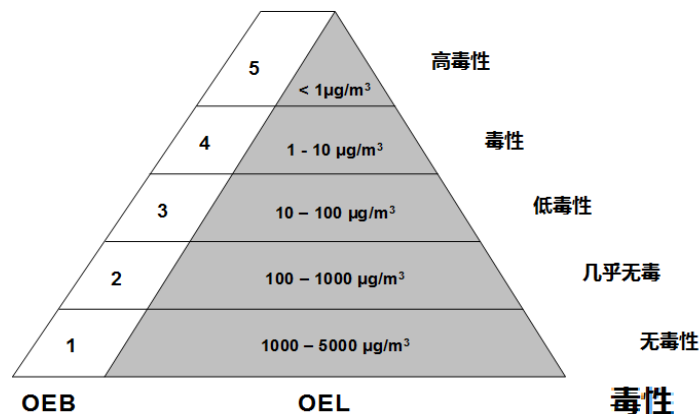 5 < 1µg/m³ 高毒性
4 1 - 10 µg/m³ 毒性
3 10 – 100 µg/m³ 低毒性
2 100 – 1000 µg/m³ 几乎无毒
1 1000 – 5000 µg/m³ 无毒性
OEB OEL 毒性